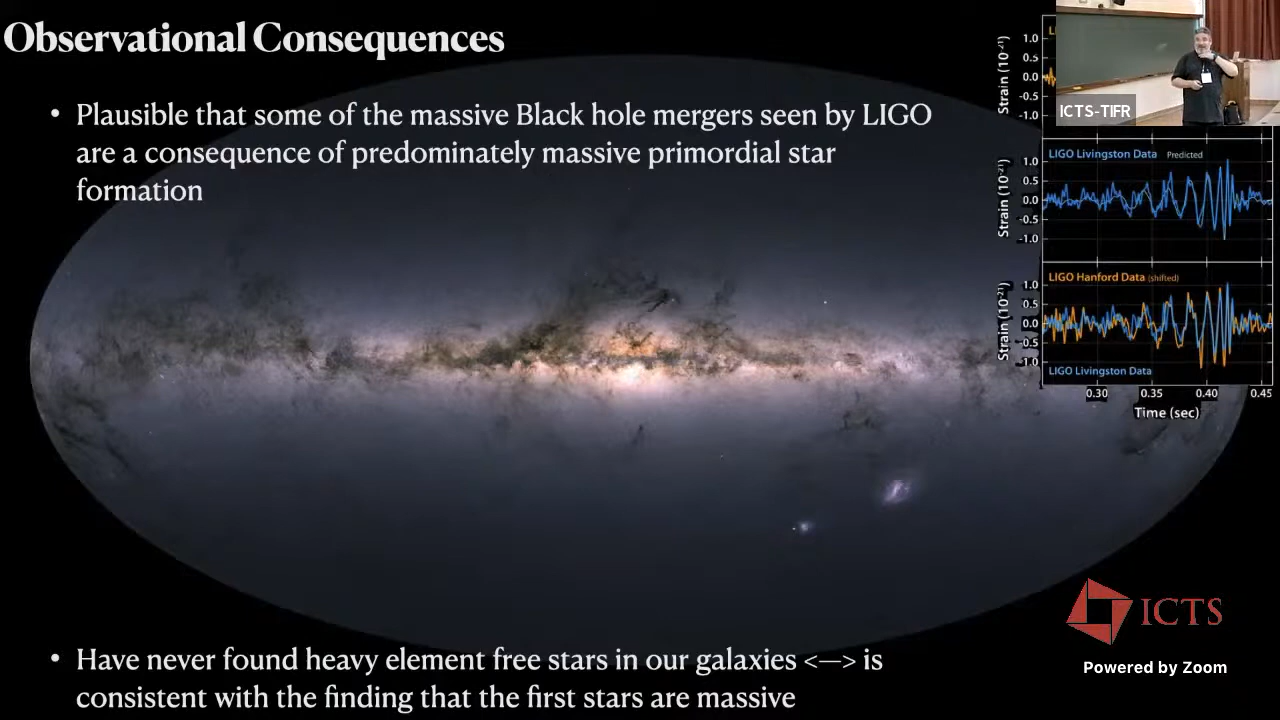 Observational Consequences
• Plausible that some of the massive Black hole mergers seen by LIGO
are a consequence of predominately massive primordial star
formation
Strain (10⁻²¹)
1.0
0.5
0.0
-0.5
-1.0
ICTS-TIFR
LIGO Livingston Data Predicted
Strain (10⁻²¹)
1.0
0.5
0.0
-0.5
-1.0
LIGO Hanford Data (shifted)
Strain (10⁻²¹)
1.0
0.5
0.0
-0.5
-1.0
LIGO Livingston Data
0.30 0.35 0.40 0.45
Time (sec)
ICTS
Powered by Zoom
• Have never found heavy element free stars in our galaxies <—> is
consistent with the finding that the first stars are massive